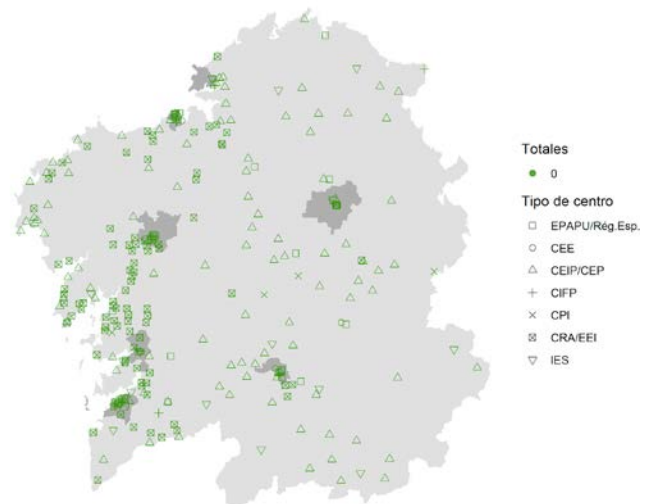 Totales
0
Tipo de centro
EPAPU/Rég.Esp.
CEE
CEIP/CEP
CIFP
CPI
CRA/EEI
IES